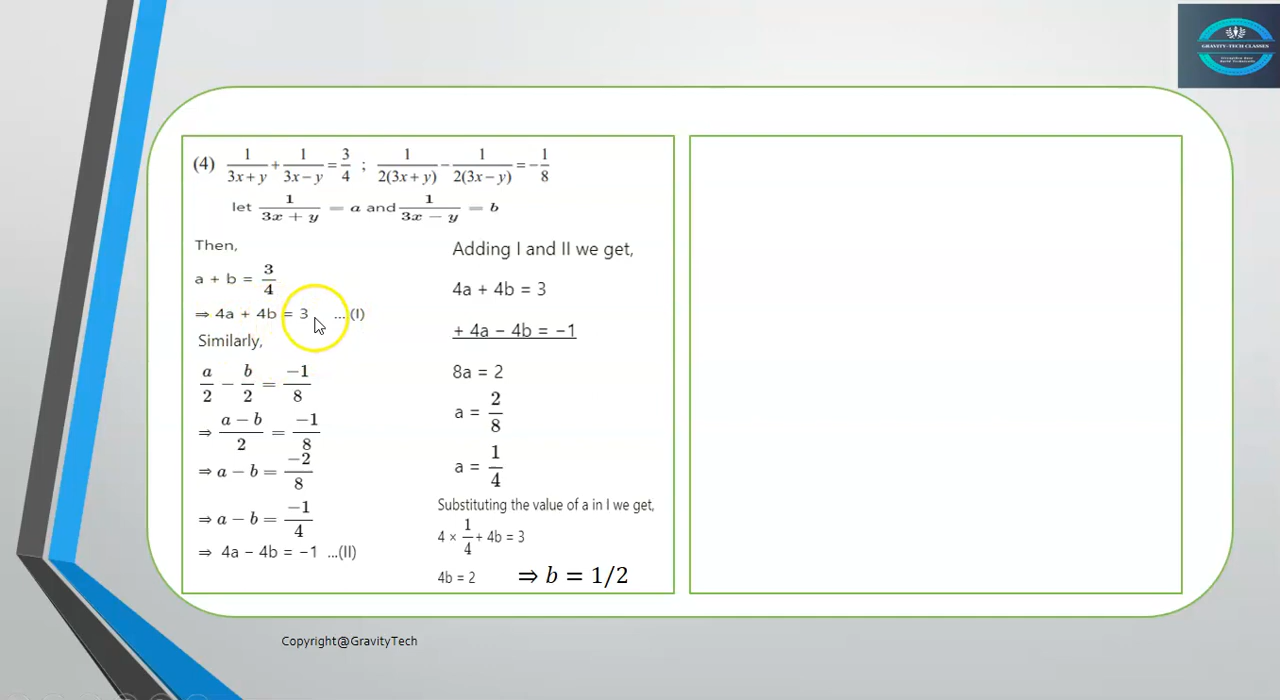 GRAVITY-TECH CLASSES
(4) 1/(3x + y) + 1/(3x − y) = 3/4 ; 1/2(3x + y) − 1/2(3x − y) = −1/8
let 1/(3x + y) = a and 1/(3x − y) = b
Then,
a + b = 3/4
⇒ 4a + 4b = 3 ...(I)
Similarly,
a/2 − b/2 = −1/8
⇒ (a − b)/2 = −1/8
⇒ a − b = −2/8
⇒ a − b = −1/4
⇒ 4a − 4b = −1 ...(II)
Adding I and II we get,
4a + 4b = 3
+ 4a − 4b = −1
8a = 2
a = 2/8
a = 1/4
Substituting the value of a in I we get,
4 × 1/4 + 4b = 3
4b = 2 ⇒ b = 1/2
Copyright@GravityTech